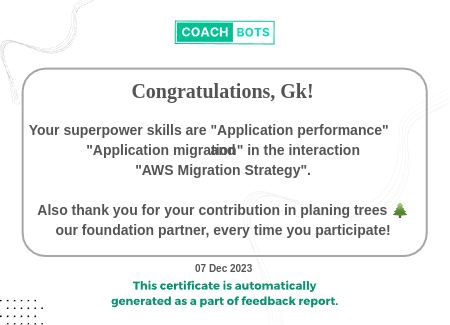 COACH BOTS
Congratulations, Gk!
Your superpower skills are "Application performance"
and
"Application migration" in the interaction
"AWS Migration Strategy".
Also thank you for your contribution in planing trees 🌲
our foundation partner, every time you participate!
07 Dec 2023
This certificate is automatically
generated as a part of feedback report.